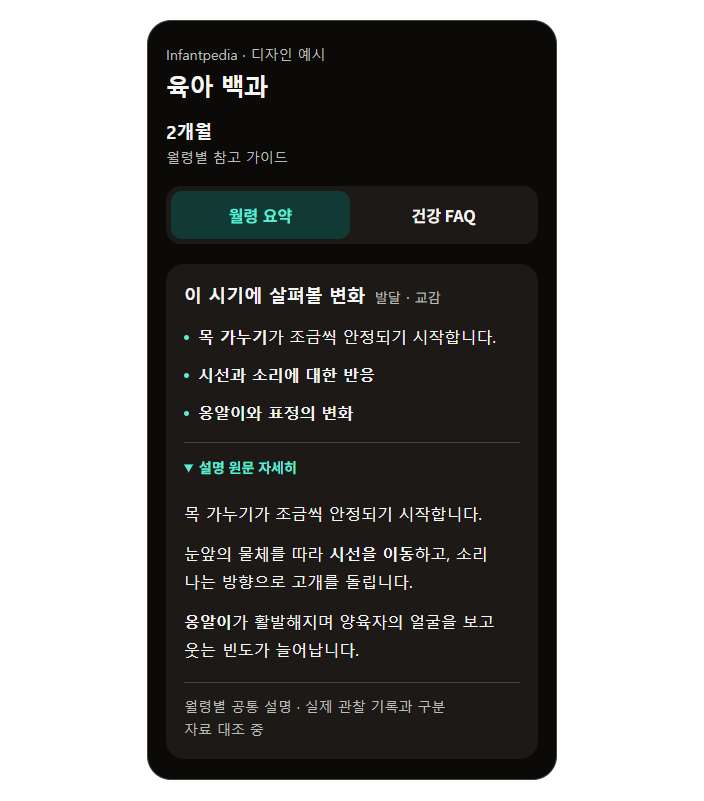 Infantpedia · 디자인 예시
육아 백과
2개월
월령별 참고 가이드
월령 요약
건강 FAQ
이 시기에 살펴볼 변화 발달 · 교감
• 목 가누기가 조금씩 안정되기 시작합니다.
• 시선과 소리에 대한 반응
• 옹알이와 표정의 변화
▼ 설명 원문 자세히
목 가누기가 조금씩 안정되기 시작합니다.
눈앞의 물체를 따라 시선을 이동하고, 소리
나는 방향으로 고개를 돌립니다.
옹알이가 활발해지며 양육자의 얼굴을 보고
웃는 빈도가 늘어납니다.
월령별 공통 설명 · 실제 관찰 기록과 구분
자료 대조 중